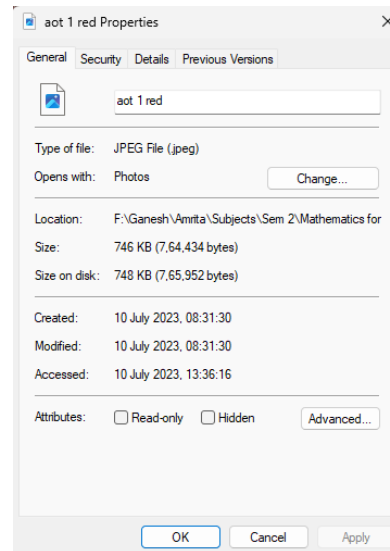 aot 1 red Properties
General Security Details Previous Versions
aot 1 red
Type of file: JPEG File (.jpeg)
Opens with: Photos Change...
Location: F:\Ganesh\Amrita\Subjects\Sem 2\Mathematics for
Size: 746 KB (7,64,434 bytes)
Size on disk: 748 KB (7,65,952 bytes)
Created: 10 July 2023, 08:31:30
Modified: 10 July 2023, 08:31:30
Accessed: 10 July 2023, 13:36:16
Attributes: Read-only Hidden Advanced...
OK Cancel Apply